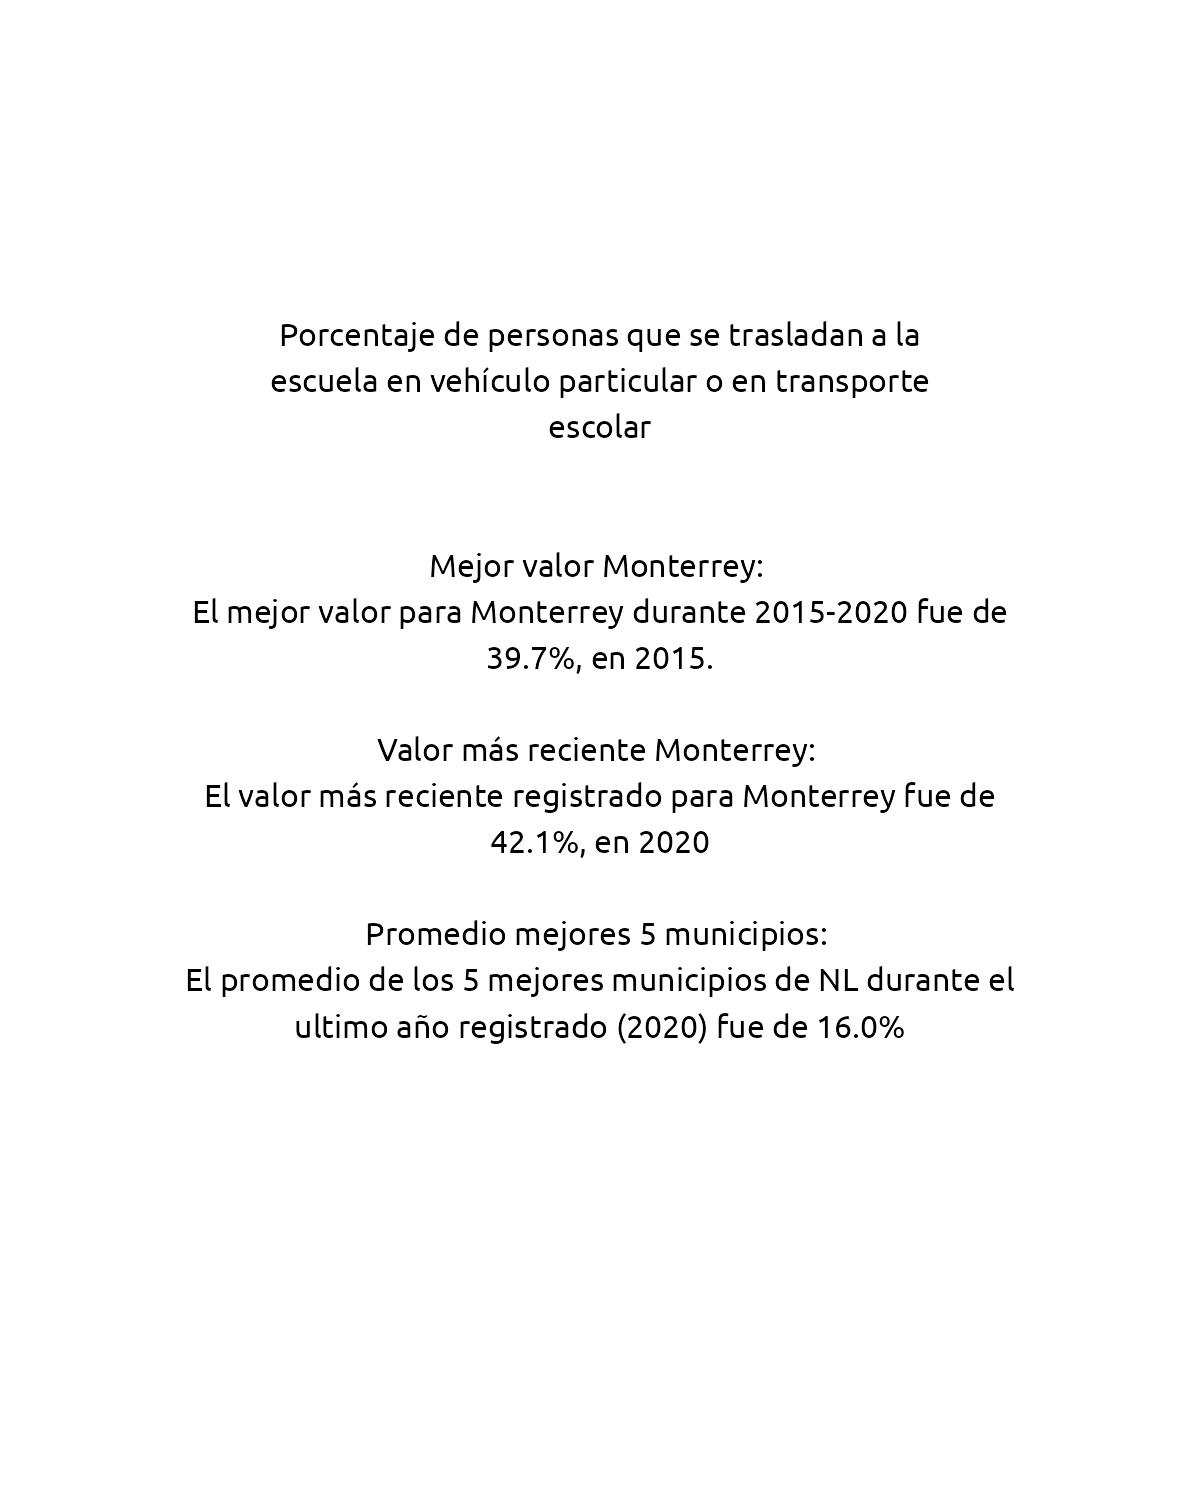 Porcentaje de personas que se trasladan a la
escuela en vehículo particular o en transporte
escolar
Mejor valor Monterrey:
El mejor valor para Monterrey durante 2015-2020 fue de
39.7%, en 2015.
Valor más reciente Monterrey:
El valor más reciente registrado para Monterrey fue de
42.1%, en 2020
Promedio mejores 5 municipios:
El promedio de los 5 mejores municipios de NL durante el
ultimo año registrado (2020) fue de 16.0%